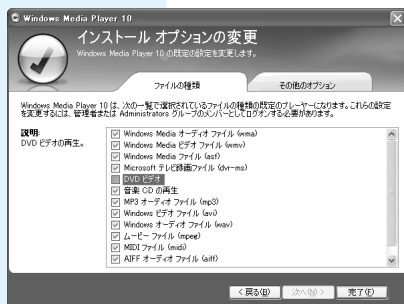 Windows Media Player 10
インストール オプションの変更
Windows Media Player 10 の既定の設定を変更します。
ファイルの種類
その他のオプション
Windows Media Player 10 は、次の一覧で選択されているファイルの種類の既定のプレーヤーになります。これらの設定
を変更するには、管理者または Administrators グループのメンバーとしてログオンする必要があります。
説明:
DVD ビデオの再生。
Windows Media オーディオ ファイル (wma)
Windows Media ビデオ ファイル (wmv)
Windows Media ファイル (asf)
Microsoft テレビ録画ファイル (dvr-ms)
DVD ビデオ
音楽 CD の再生
MP3 オーディオ ファイル (mp3)
Windows ビデオ ファイル (avi)
Windows オーディオ ファイル (wav)
ムービー ファイル (mpeg)
MIDI ファイル (midi)
AIFF オーディオ ファイル (aiff)
< 戻る(B)
次へ(N) >
完了(F)